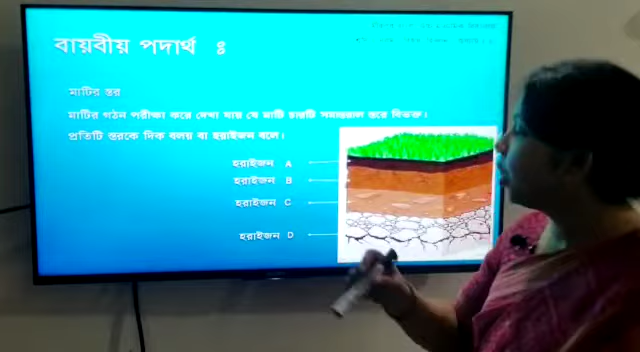 বায়বীয় পদার্থ ঃ
মাটির স্তর
মাটির গঠন পরীক্ষা করে দেখা যায় যে মাটি চারটি সমান্তরাল স্তরে বিভক্ত।
প্রতিটি স্তরকে দিক বলয় বা হরাইজন বলে।
হরাইজন A
হরাইজন B
হরাইজন C
হরাইজন D